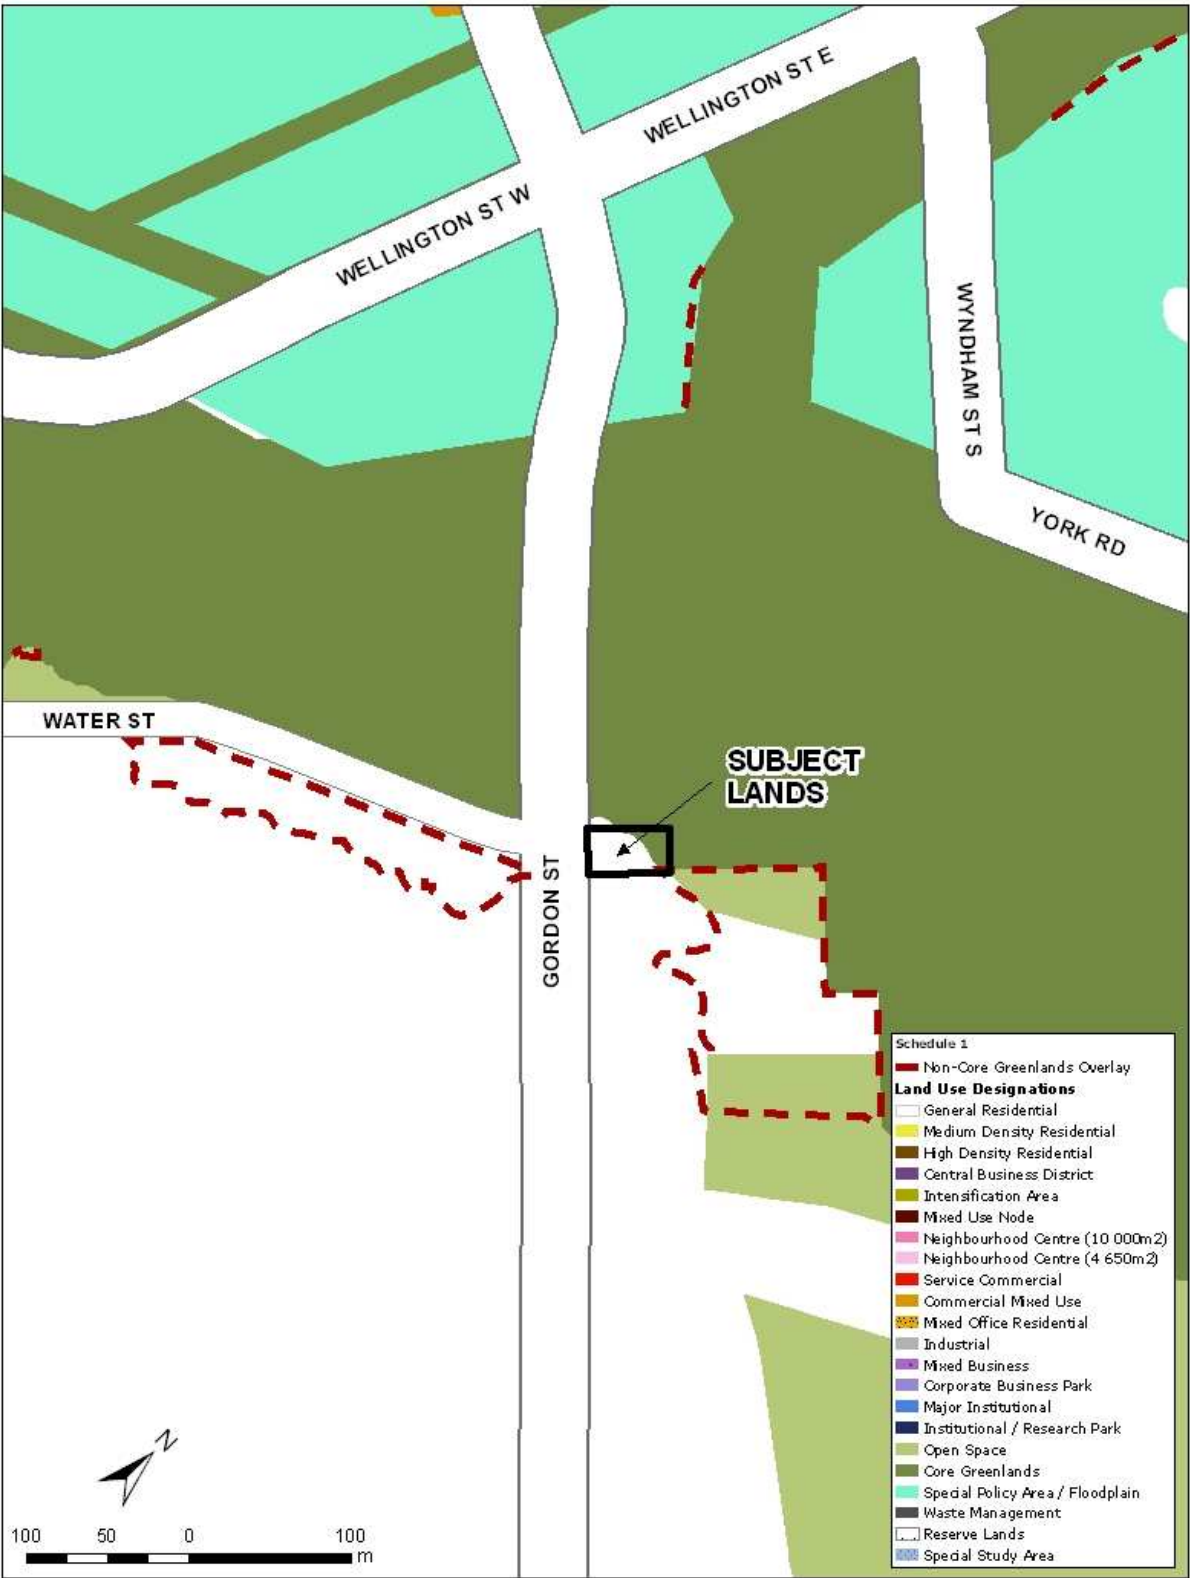 WELLINGTON ST E
WELLINGTON ST W
WYNDHAM ST S
YORK RD
WATER ST
SUBJECT
LANDS
GORDON ST
Schedule 1
Non-Core Greenlands Overlay
Land Use Designations
General Residential
Medium Density Residential
High Density Residential
Central Business District
Intensification Area
Mixed Use Node
Neighbourhood Centre (10 000m2)
Neighbourhood Centre (4 650m2)
Service Commercial
Commercial Mixed Use
Mixed Office Residential
Industrial
Mixed Business
Corporate Business Park
Major Institutional
Institutional / Research Park
Open Space
Core Greenlands
Special Policy Area / Floodplain
Waste Management
Reserve Lands
Special Study Area
N
100 50 0 100
m